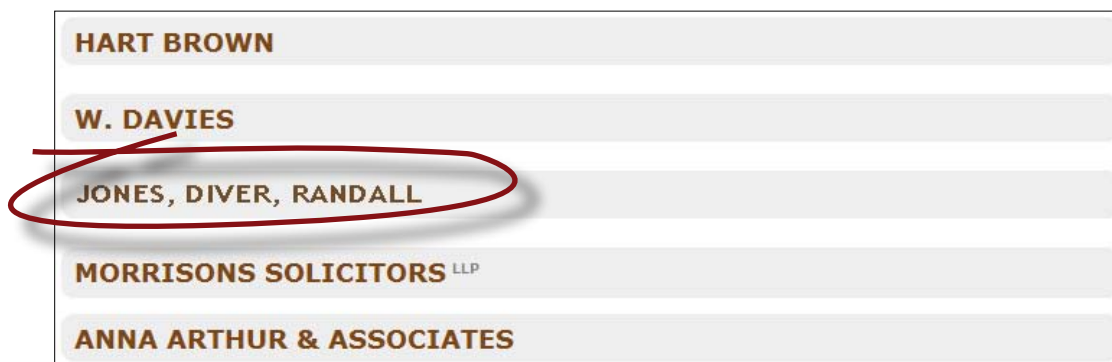 HART BROWN
W. DAVIES
JONES, DIVER, RANDALL
MORRISONS SOLICITORS LLP
ANNA ARTHUR & ASSOCIATES